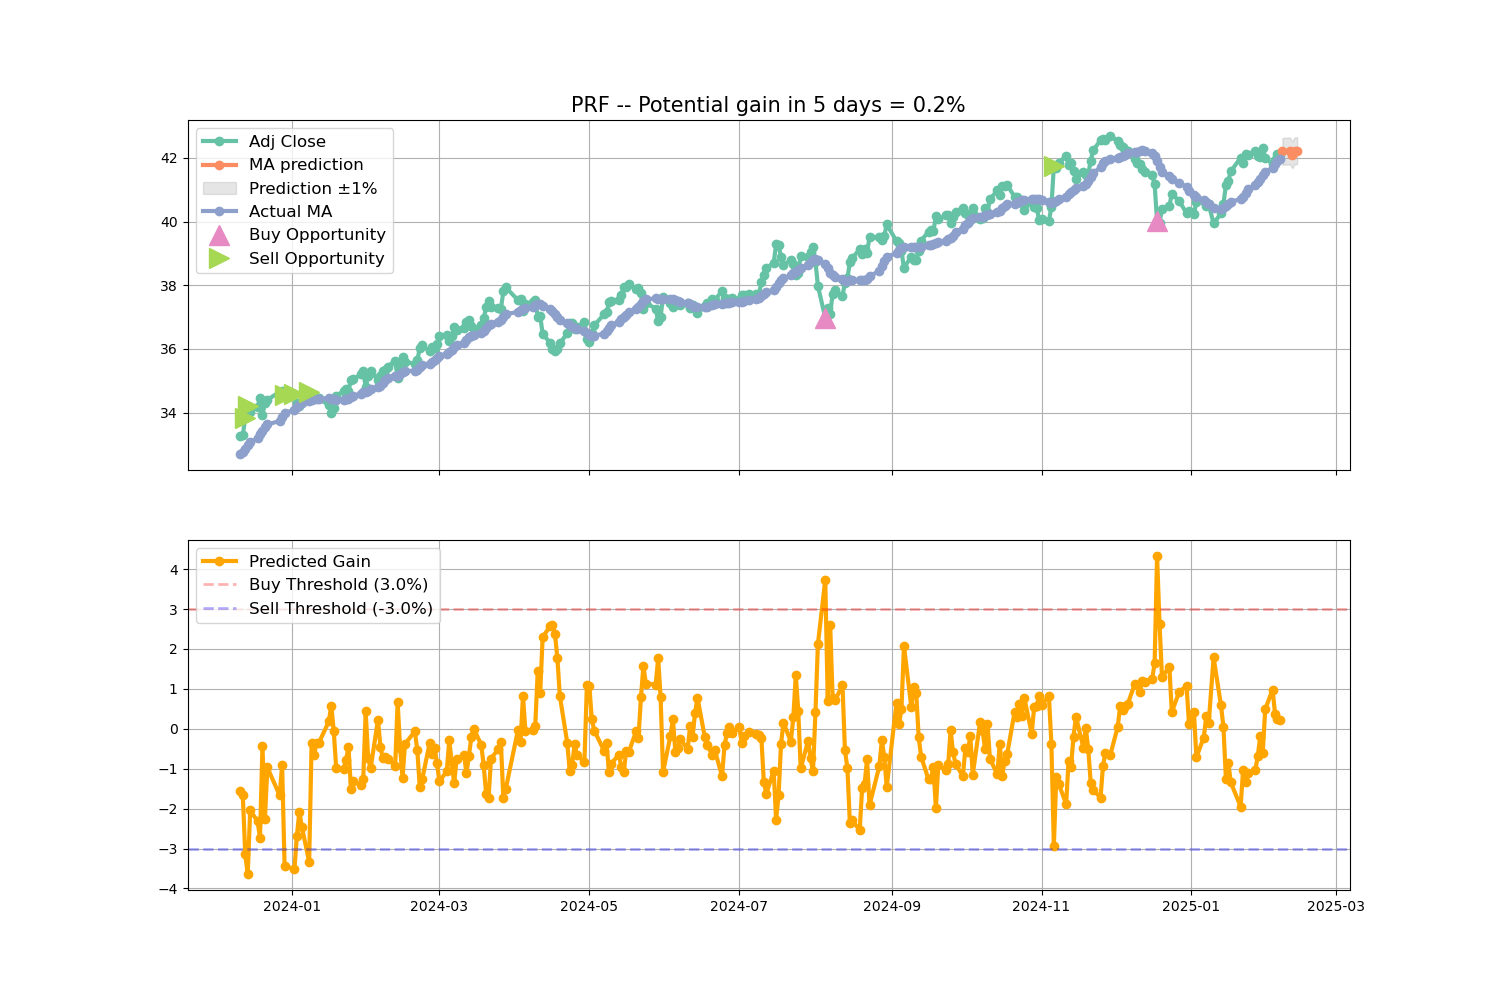 PRF -- Potential gain in 5 days = 0.2%
Adj Close
MA prediction
Prediction ±1%
Actual MA
Buy Opportunity
Sell Opportunity
42
40
38
36
34
Predicted Gain
Buy Threshold (3.0%)
Sell Threshold (-3.0%)
4
3
2
1
0
−1
−2
−3
−4
2024-01
2024-03
2024-05
2024-07
2024-09
2024-11
2025-01
2025-03